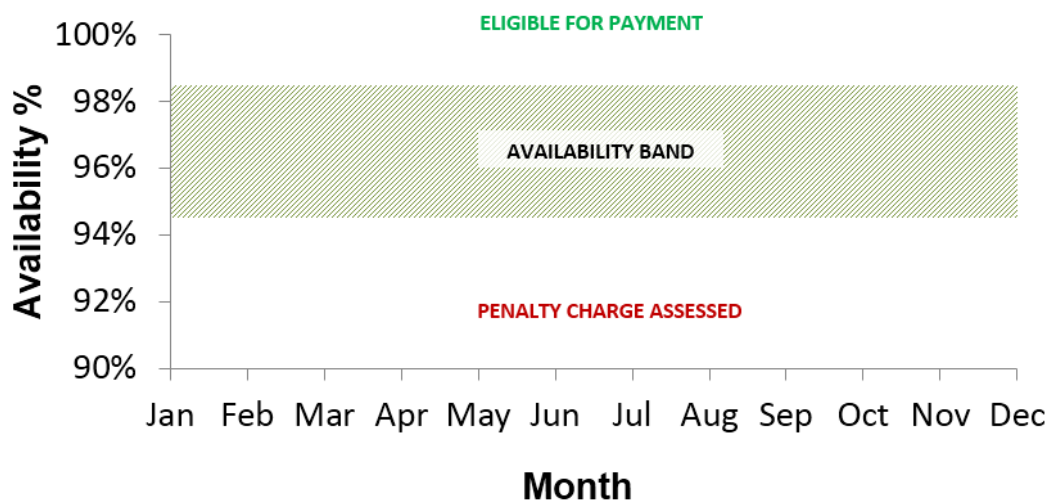 ELIGIBLE FOR PAYMENT
100%
98%
AVAILABILITY BAND
96%
94%
92%
PENALTY CHARGE ASSESSED
90%
Availability %
Jan Feb Mar Apr May Jun Jul Aug Sep Oct Nov Dec
Month